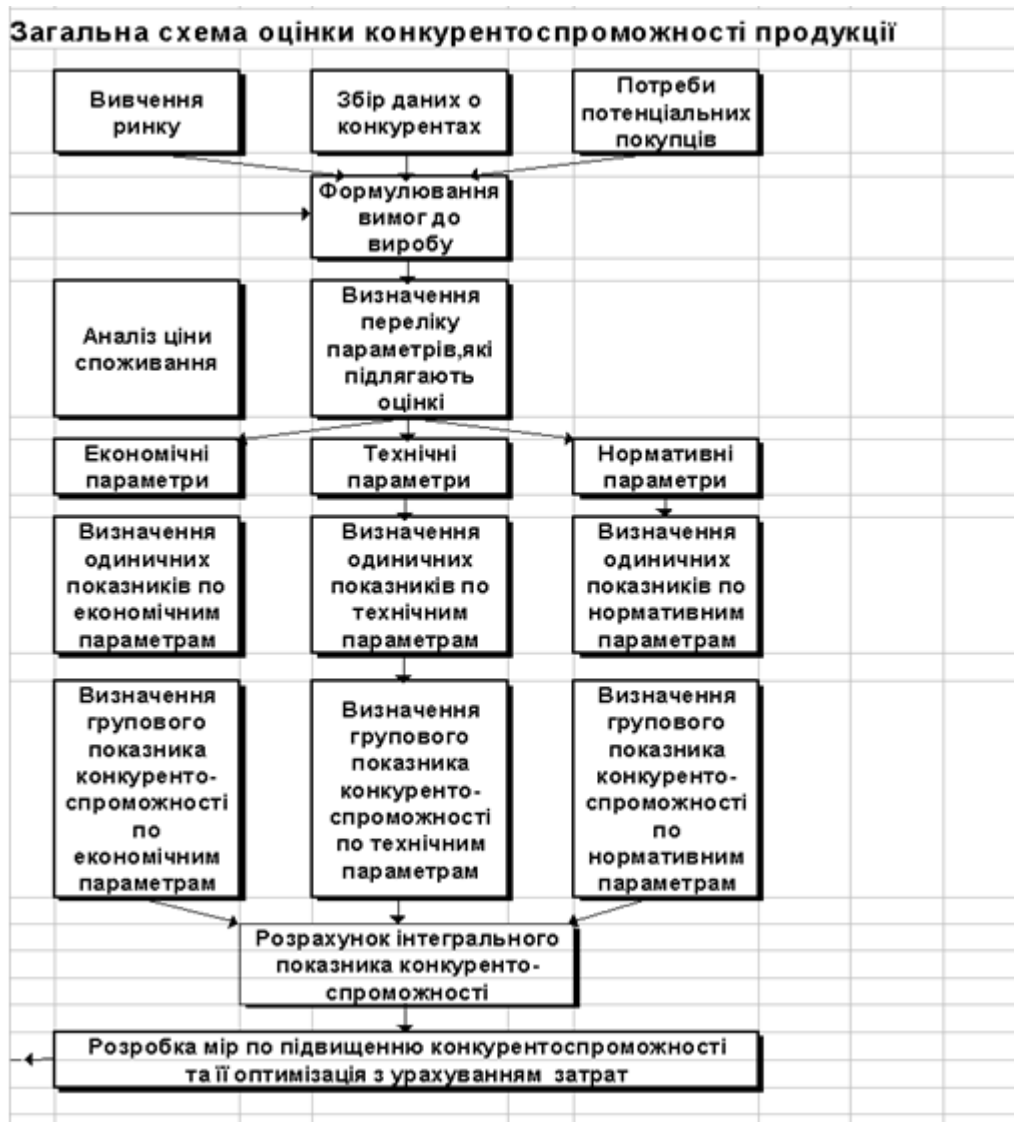 Загальна схема оцінки конкурентоспроможності продукції
Вивчення
ринку
Збір даних о
конкурентах
Потреби
потенціальних
покупців
Формулювання
вимог до
виробу
Аналіз ціни
споживання
Визначення
переліку
параметрів,які
підлягають
оцінкі
Економічні
параметри
Технічні
параметри
Нормативні
параметри
Визначення
одиничних
показників по
економічним
параметрам
Визначення
одиничних
показників по
технічним
параметрам
Визначення
одиничних
показників по
нормативним
параметрам
Визначення
групового
показника
конкуренто-
спроможності
по
економічним
параметрам
Визначення
групового
показника
конкуренто-
спроможності
по технічним
параметрам
Визначення
групового
показника
конкуренто-
спроможності
по
нормативним
параметрам
Розрахунок інтегрального
показника конкуренто-
спроможності
Розробка мір по підвищенню конкурентоспроможності
та її оптимізація з урахуванням затрат